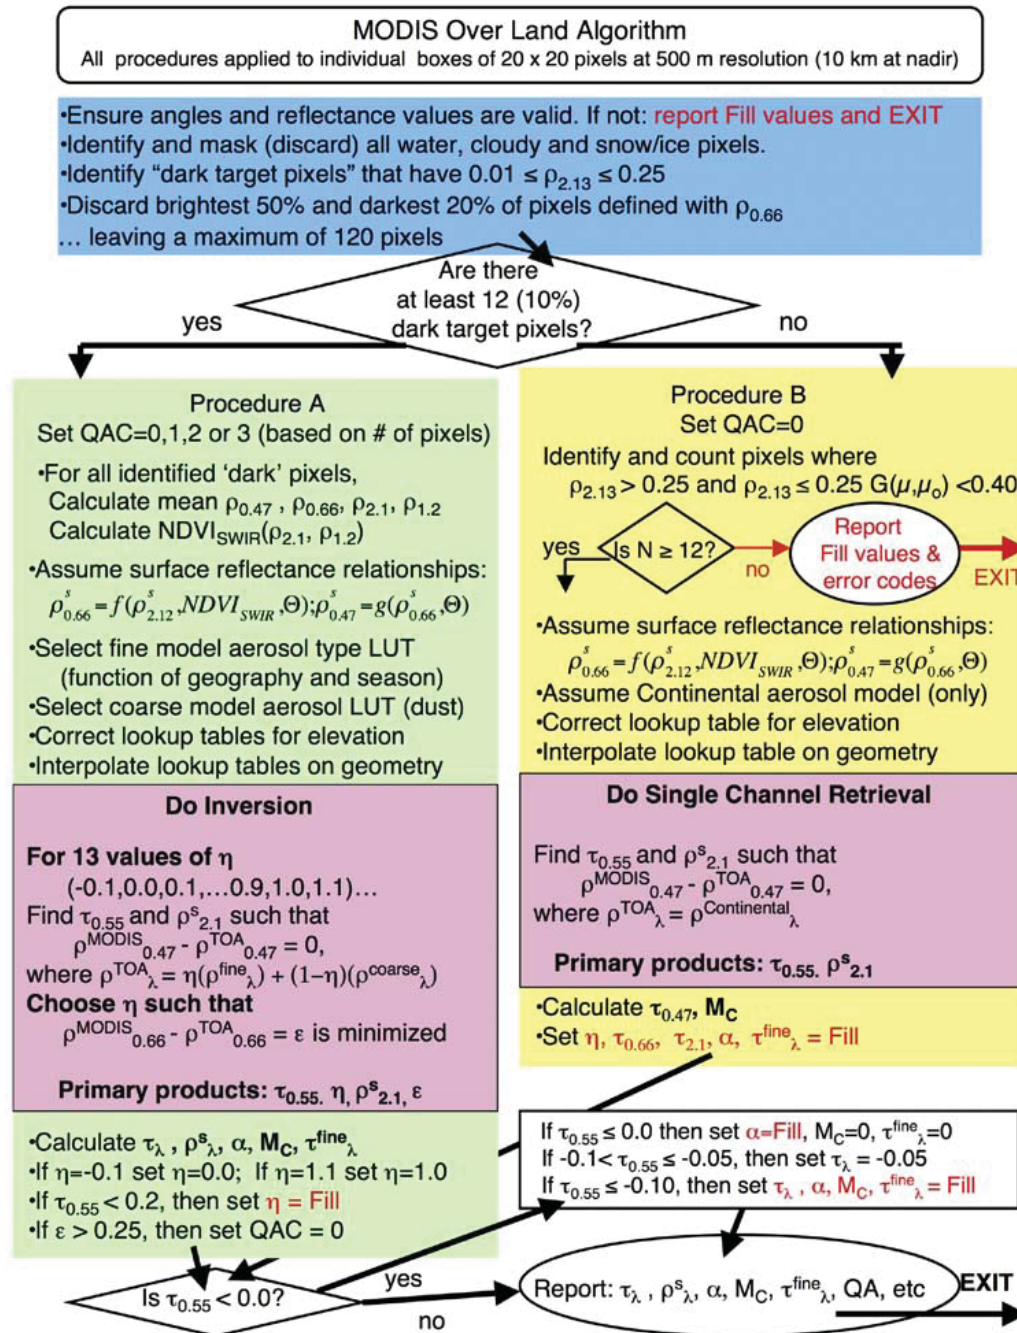 MODIS Over Land Algorithm
All procedures applied to individual boxes of 20 x 20 pixels at 500 m resolution (10 km at nadir)
•Ensure angles and reflectance values are valid. If not: report Fill values and EXIT
•Identify and mask (discard) all water, cloudy and snow/ice pixels.
•Identify “dark target pixels” that have 0.01 ≤ ρ2.13 ≤ 0.25
•Discard brightest 50% and darkest 20% of pixels defined with ρ0.66
… leaving a maximum of 120 pixels
Are there
at least 12 (10%)
dark target pixels?
yes
no
Procedure A
Set QAC=0,1,2 or 3 (based on # of pixels)
•For all identified ‘dark’ pixels,
Calculate mean ρ0.47 , ρ0.66, ρ2.1, ρ1.2
Calculate NDVISWIR(ρ2.1, ρ1.2)
•Assume surface reflectance relationships:
ρs0.66=f(ρs2.12,NDVISWIR,Θ);ρs0.47=g(ρs0.66,Θ)
•Select fine model aerosol type LUT
(function of geography and season)
•Select coarse model aerosol LUT (dust)
•Correct lookup tables for elevation
•Interpolate lookup tables on geometry
Do Inversion
For 13 values of η
(-0.1,0.0,0.1,…0.9,1.0,1.1)…
Find τ0.55 and ρs2.1 such that
ρMODIS0.47 - ρTOA0.47 = 0,
where ρTOAλ = η(ρfineλ) + (1−η)(ρcoarseλ)
Choose η such that
ρMODIS0.66 - ρTOA0.66 = ε is minimized
Primary products: τ0.55. η, ρs2.1, ε
•Calculate τλ , ρsλ, α, MC, τfineλ
•If η=-0.1 set η=0.0; If η=1.1 set η=1.0
•If τ0.55 < 0.2, then set η = Fill
•If ε > 0.25, then set QAC = 0
Procedure B
Set QAC=0
Identify and count pixels where
ρ2.13 > 0.25 and ρ2.13 ≤ 0.25 G(μ,μo) <0.40
yes
Is N ≥ 12?
no
Report
Fill values &
error codes
EXIT
•Assume surface reflectance relationships:
ρs0.66=f(ρs2.12,NDVISWIR,Θ);ρs0.47=g(ρs0.66,Θ)
•Assume Continental aerosol model (only)
•Correct lookup table for elevation
•Interpolate lookup table on geometry
Do Single Channel Retrieval
Find τ0.55 and ρs2.1 such that
ρMODIS0.47 - ρTOA0.47 = 0,
where ρTOAλ = ρContinentalλ
Primary products: τ0.55. ρs2.1
•Calculate τ0.47, MC
•Set η, τ0.66, τ2.1, α, τfineλ = Fill
If τ0.55 ≤ 0.0 then set α=Fill, MC=0, τfineλ=0
If -0.1< τ0.55 ≤ -0.05, then set τλ = -0.05
If τ0.55 ≤ -0.10, then set τλ , α, MC, τfineλ = Fill
Is τ0.55 < 0.0?
yes
no
Report: τλ , ρsλ, α, MC, τfineλ, QA, etc
EXIT